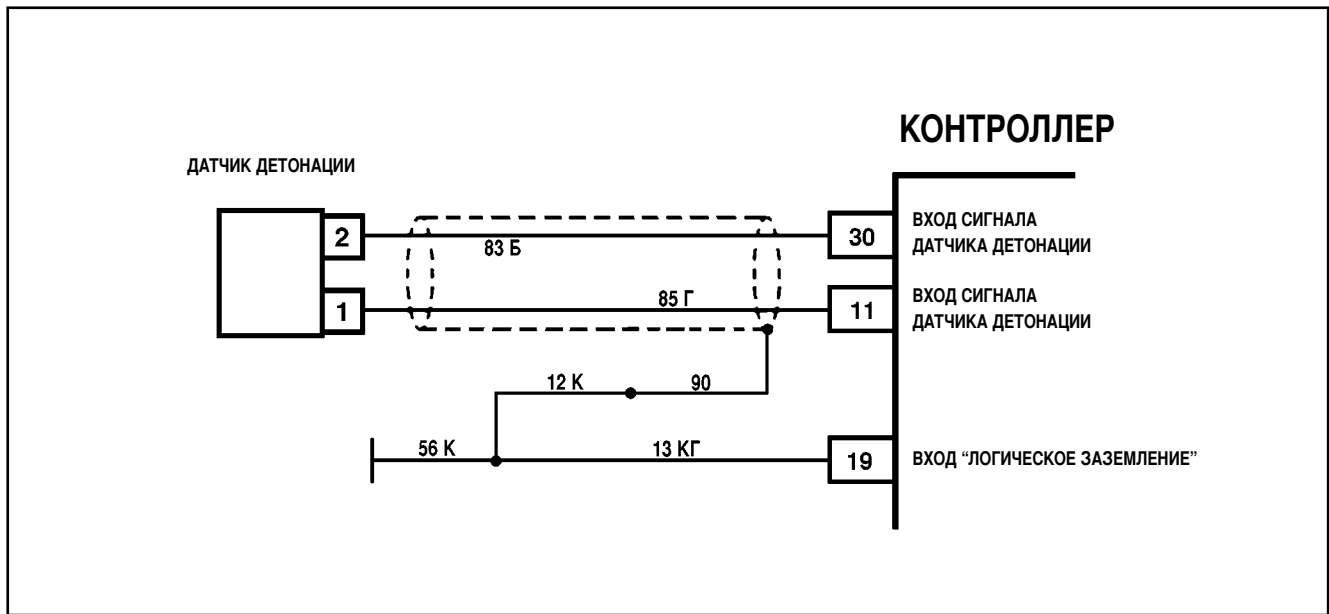 КОНТРОЛЛЕР
ДАТЧИК ДЕТОНАЦИИ
2
83 Б
30
ВХОД СИГНАЛА
ДАТЧИКА ДЕТОНАЦИИ
1
85 Г
11
ВХОД СИГНАЛА
ДАТЧИКА ДЕТОНАЦИИ
12 К
90
56 К
13 КГ
19
ВХОД “ЛОГИЧЕСКОЕ ЗАЗЕМЛЕНИЕ”